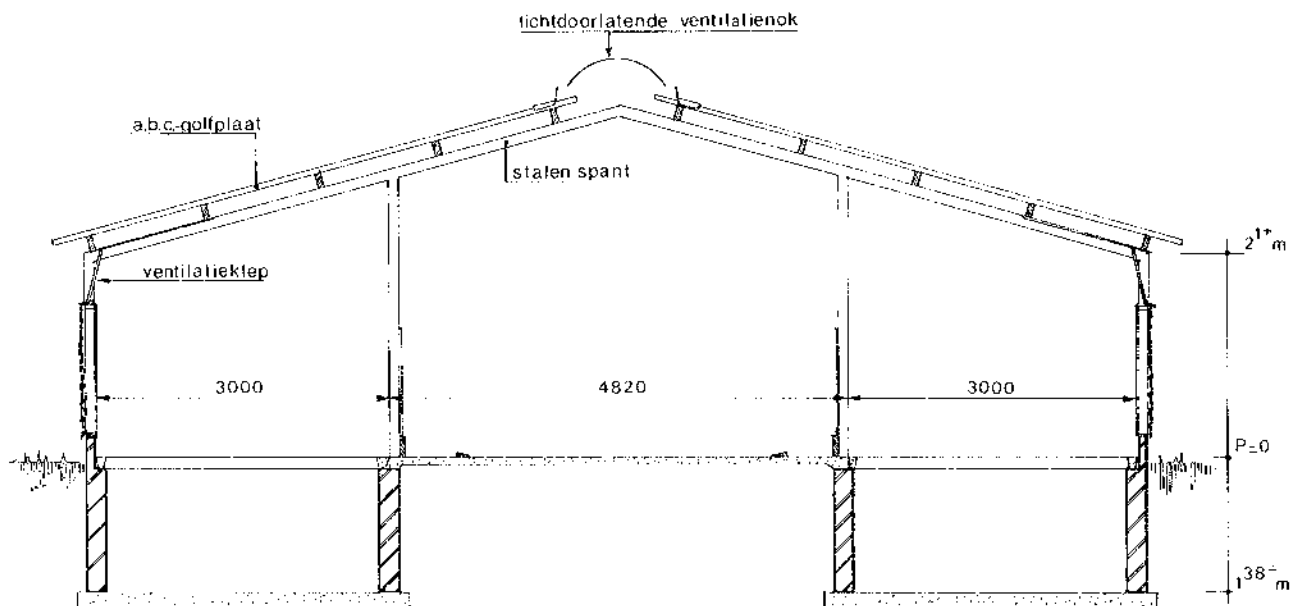 lichtdoorlatende ventilatienok
a.b.c.-golfplaat
stalen spant
2¹⁺ m
ventilatieklep
3000 4820 3000
P=0
1³⁸⁻ m